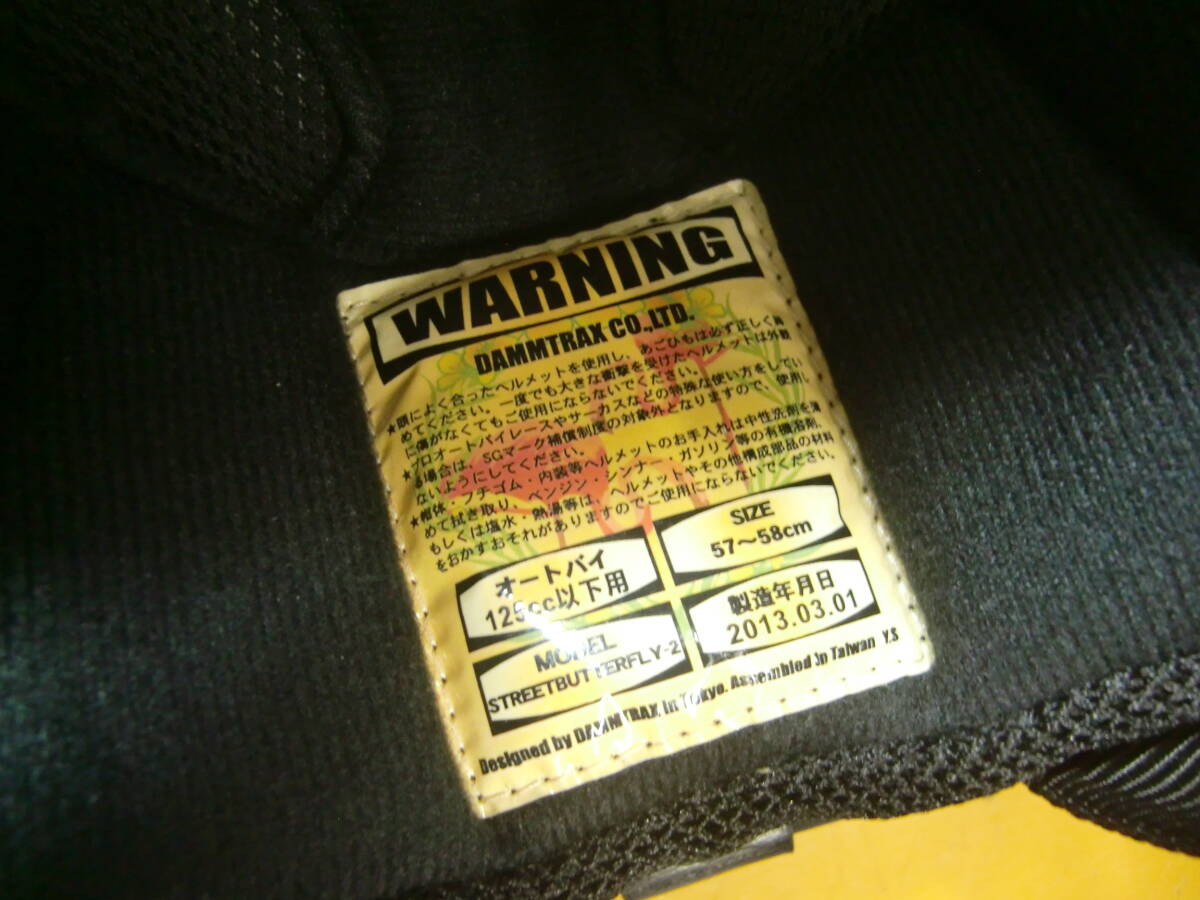 WARNING
DAMMTRAX CO.,LTD.
★頭によく合ったヘルメットを使用し、あごひもは必ず正しく締
めてください。一度でも大きな衝撃を受けたヘルメットは外観
に傷がなくてもご使用にならないでください。
★プロオートバイレースやサーカスなどの特殊な使い方をしてい
る場合は、SGマーク補償制度の対象外となりますので、使用し
ないようにしてください。
★帽体・フチゴム・内装等ヘルメットのお手入れは中性洗剤を薄
めて拭き取り、ベンジン・シンナー・ガソリン等の有機溶剤、
もしくは塩水・熱湯等は、ヘルメットやその他構成部品の材料
をおかすおそれがありますのでご使用にならないでください。
オートバイ
125cc以下用
SIZE
57～58cm
MODEL
STREETBUTTERFLY-2
製造年月日
2013.03.01
Designed by DAMMTRAX in Tokyo. Assembled in Taiwan Y.S